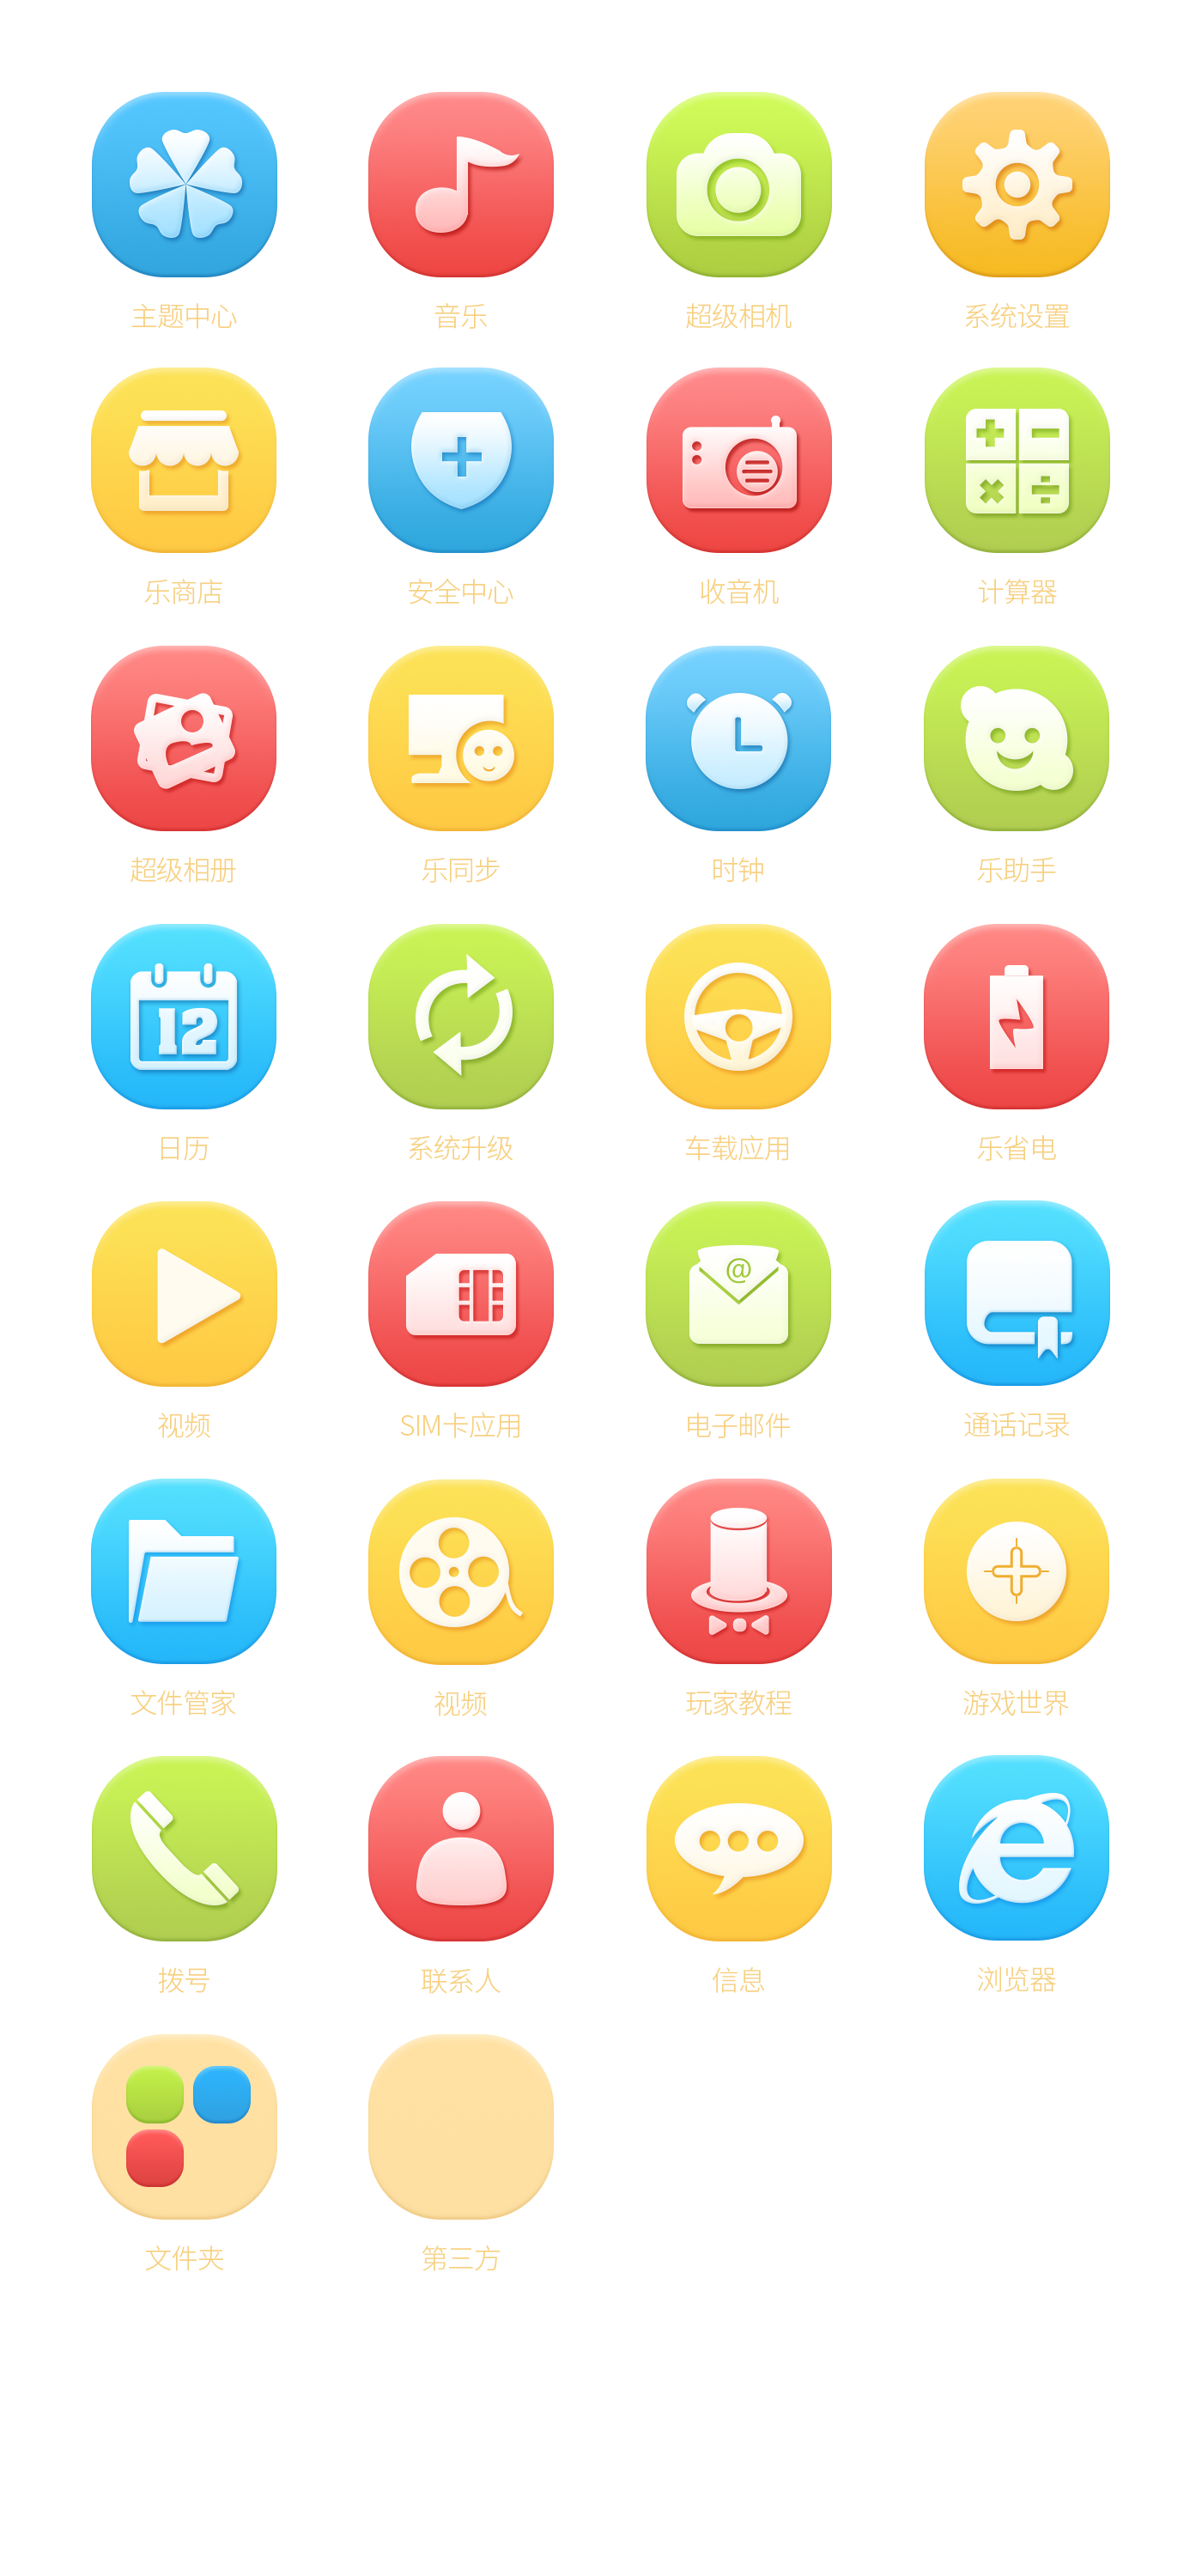 主题中心 音乐 超级相机 系统设置
乐商店 安全中心 收音机 计算器
超级相册 乐同步 时钟 乐助手
12
日历 系统升级 车载应用 乐省电
@
视频 SIM卡应用 电子邮件 通话记录
文件管家 视频 玩家教程 游戏世界
拨号 联系人 信息 浏览器
文件夹 第三方